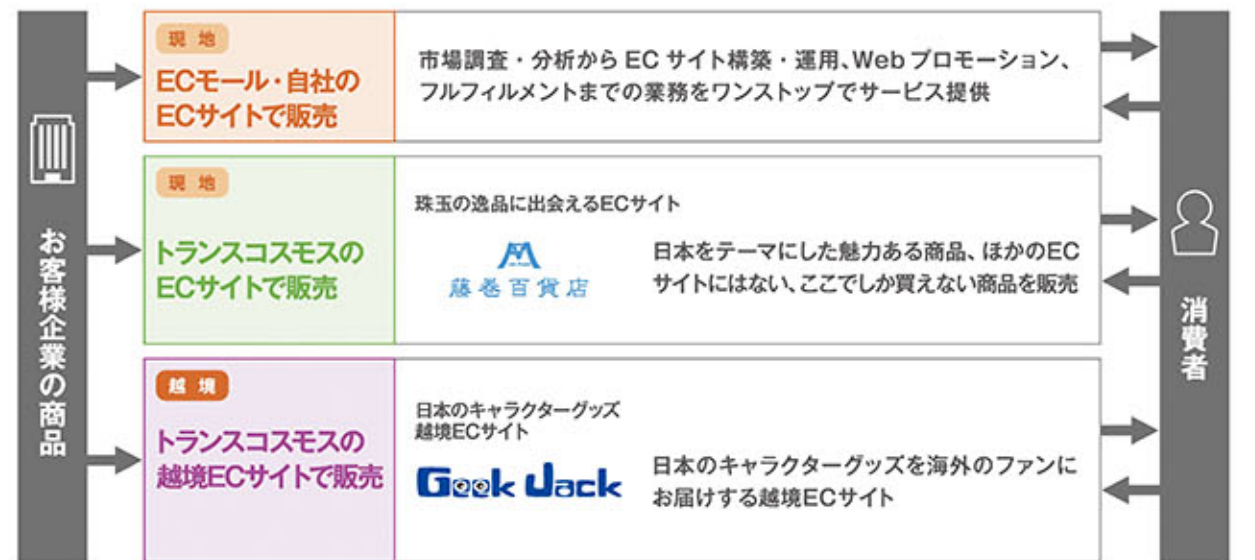 お客様企業の商品
現地
ECモール・自社の
ECサイトで販売
市場調査・分析から EC サイト構築・運用、Web プロモーション、
フルフィルメントまでの業務をワンストップでサービス提供
現地
トランスコスモスの
ECサイトで販売
珠玉の逸品に出会えるECサイト
藤巻百貨店
日本をテーマにした魅力ある商品、ほかのEC
サイトにはない、ここでしか買えない商品を販売
越境
トランスコスモスの
越境ECサイトで販売
日本のキャラクターグッズ
越境ECサイト
Geek Jack
日本のキャラクターグッズを海外のファンに
お届けする越境ECサイト
消費者